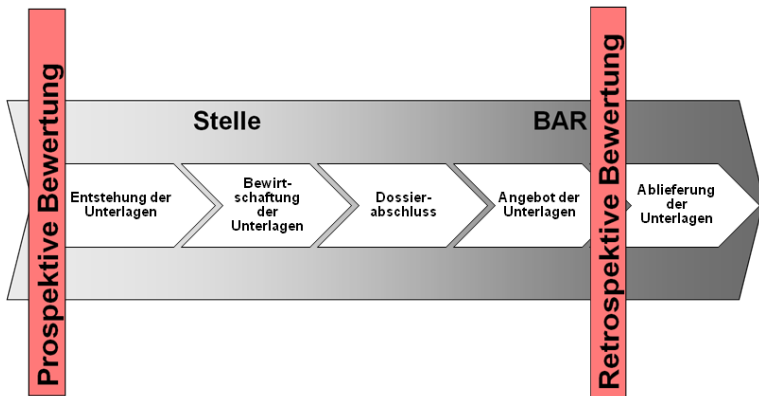 Prospektive Bewertung
Stelle
BAR
Entstehung der
Unterlagen
Bewirt-
schaftung
der
Unterlagen
Dossier-
abschluss
Angebot der
Unterlagen
Retrospektive Bewertung
Ablieferung
der
Unterlagen